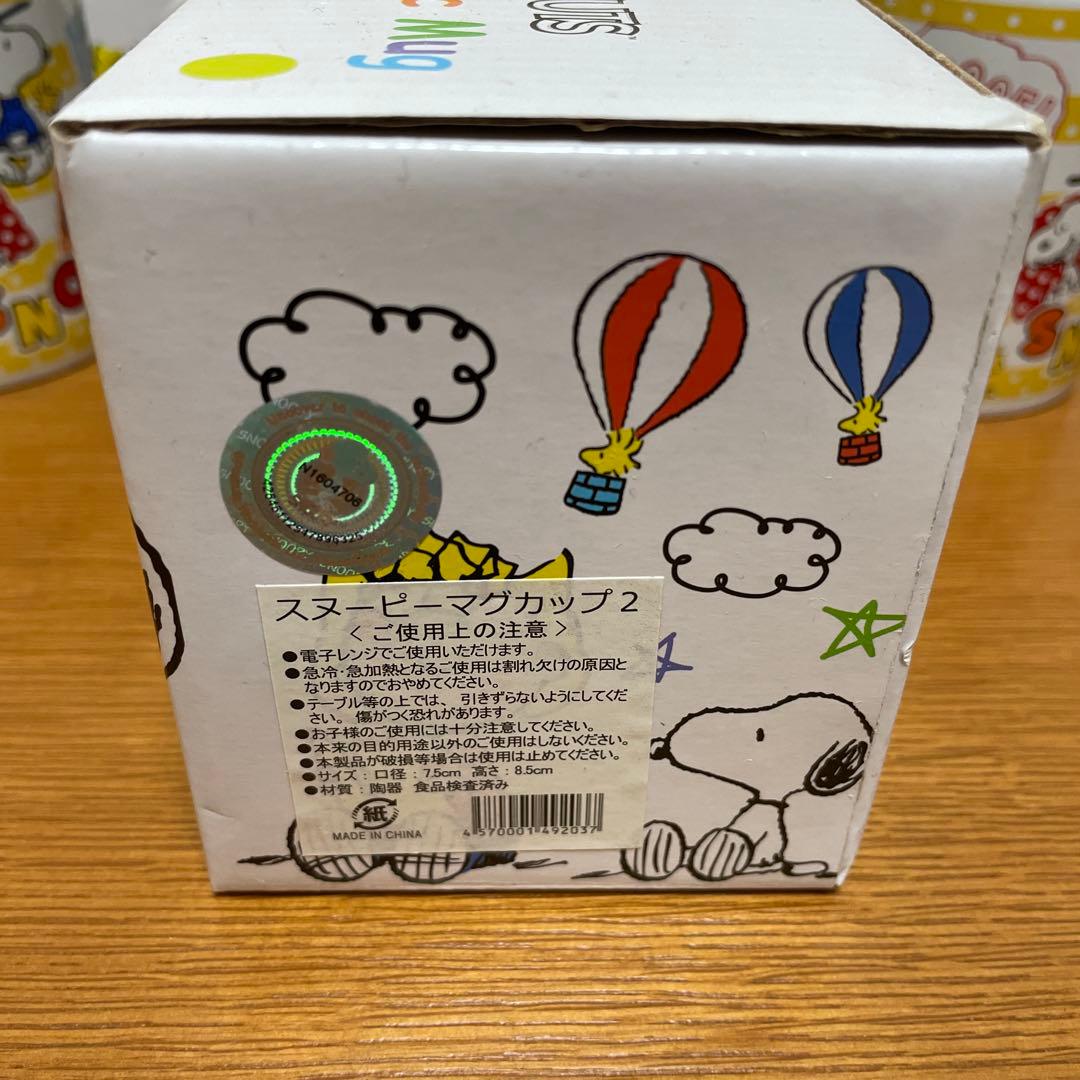 UTS
C Mug
N1604706
スヌーピーマグカップ2
<ご使用上の注意>
●電子レンジでご使用いただけます。
●急冷・急加熱となるご使用は割れ欠けの原因と
なりますのでおやめてください。
●テーブル等の上では、引きずらないようにしてくだ
さい。傷がつく恐れがあります。
●お子様のご使用には十分注意してください。
●本来の目的用途以外のご使用はしないください。
●本製品が破損等場合は使用は止めてください。
●サイズ：口径：7.5cm 高さ：8.5cm
●材質：陶器 食品検査済み
紙
MADE IN CHINA
4 570001 492037